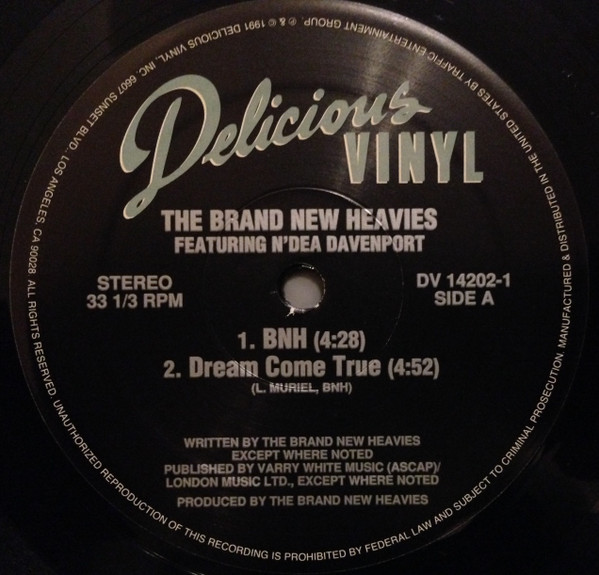 Delicious
VINYL
THE BRAND NEW HEAVIES
FEATURING N'DEA DAVENPORT
STEREO
33 1/3 RPM
DV 14202-1
SIDE A
1. BNH (4:28)
2. Dream Come True (4:52)
(L. MURIEL, BNH)
WRITTEN BY THE BRAND NEW HEAVIES
EXCEPT WHERE NOTED
PUBLISHED BY VARRY WHITE MUSIC (ASCAP)/
LONDON MUSIC LTD., EXCEPT WHERE NOTED
PRODUCED BY THE BRAND NEW HEAVIES
℗ & © 1991 DELICIOUS VINYL, INC. 6607 SUNSET BLVD., LOS ANGELES, CA 90028. ALL RIGHTS RESERVED. UNAUTHORIZED REPRODUCTION OF THIS RECORDING IS PROHIBITED BY FEDERAL LAW AND SUBJECT TO CRIMINAL PROSECUTION. MANUFACTURED & DISTRIBUTED IN THE UNITED STATES BY TRAFFIC ENTERTAINMENT GROUP.